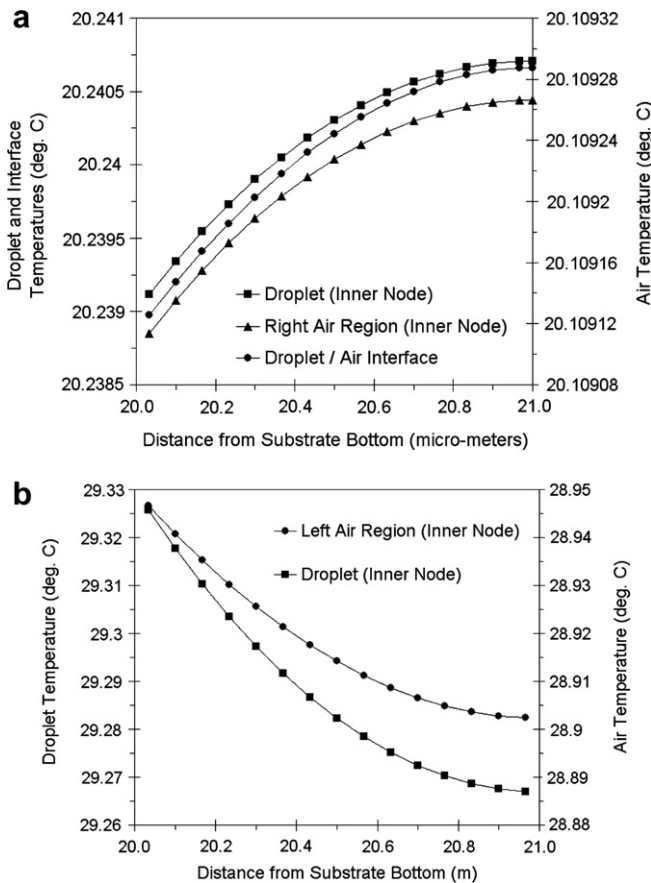 a
20.241
20.2405
20.24
20.2395
20.239
20.2385
Droplet and Interface
Temperatures (deg. C)
20.10932
20.10928
20.10924
20.1092
20.10916
20.10912
20.10908
Air Temperature (deg. C)
Droplet (Inner Node)
Right Air Region (Inner Node)
Droplet / Air Interface
20.0 20.2 20.4 20.6 20.8 21.0
Distance from Substrate Bottom (micro-meters)
b
29.33
29.32
29.31
29.3
29.29
29.28
29.27
29.26
Droplet Temperature (deg. C)
28.95
28.94
28.93
28.92
28.91
28.9
28.89
28.88
Air Temperature (deg. C)
Left Air Region (Inner Node)
Droplet (Inner Node)
20.0 20.2 20.4 20.6 20.8 21.0
Distance from Substrate Bottom (m)